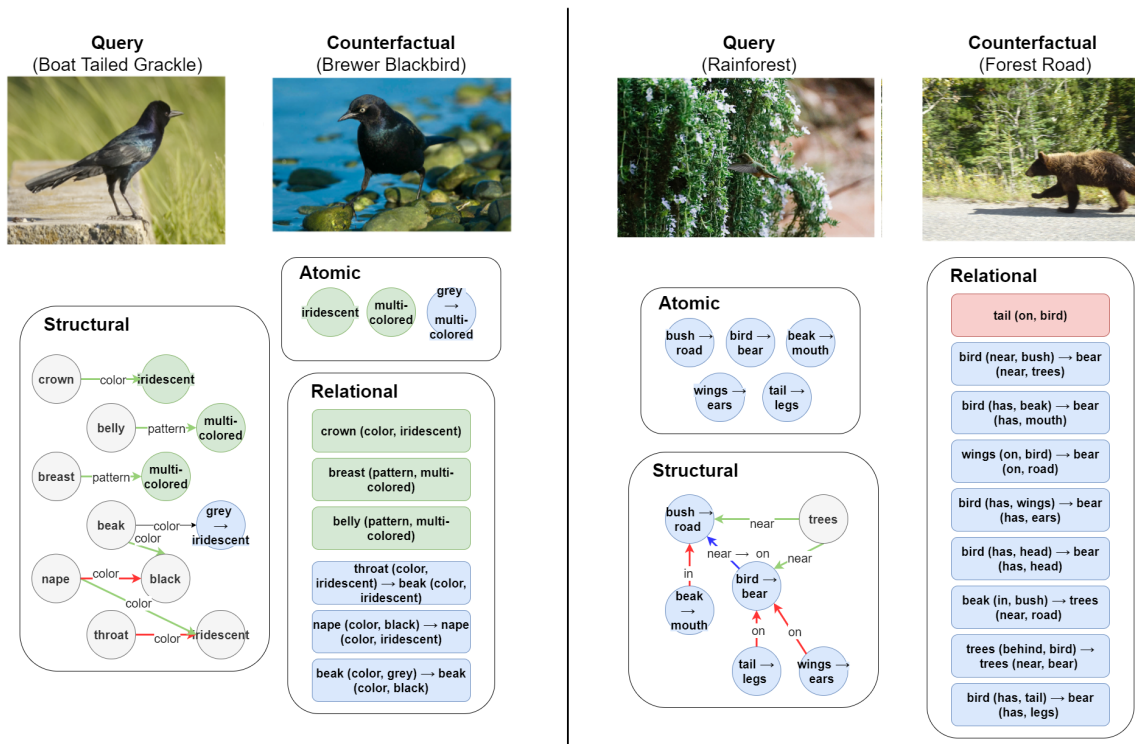 Query
(Boat Tailed Grackle)
Counterfactual
(Brewer Blackbird)
Structural
crown
color
iridescent
belly
pattern
multi-
colored
breast
pattern
multi-
colored
beak
color
grey
→
iridescent
color
nape
color
black
color
throat
color
iridescent
Atomic
iridescent
multi-
colored
grey
→
multi-
colored
Relational
crown (color, iridescent)
breast (pattern, multi-
colored)
belly (pattern, multi-
colored)
throat (color,
iridescent) → beak (color,
iridescent)
nape (color, black) → nape
(color, iridescent)
beak (color, grey) → beak
(color, black)
Query
(Rainforest)
Counterfactual
(Forest Road)
Atomic
bush →
road
bird →
bear
beak →
mouth
wings →
ears
tail →
legs
Structural
bush →
road
near
trees
near → on
near
in
bird →
bear
beak
→
mouth
on
on
tail →
legs
wings →
ears
Relational
tail (on, bird)
bird (near, bush) → bear
(near, trees)
bird (has, beak) → bear
(has, mouth)
wings (on, bird) → bear
(on, road)
bird (has, wings) → bear
(has, ears)
bird (has, head) → bear
(has, head)
beak (in, bush) → trees
(near, road)
trees (behind, bird) →
trees (near, bear)
bird (has, tail) → bear
(has, legs)